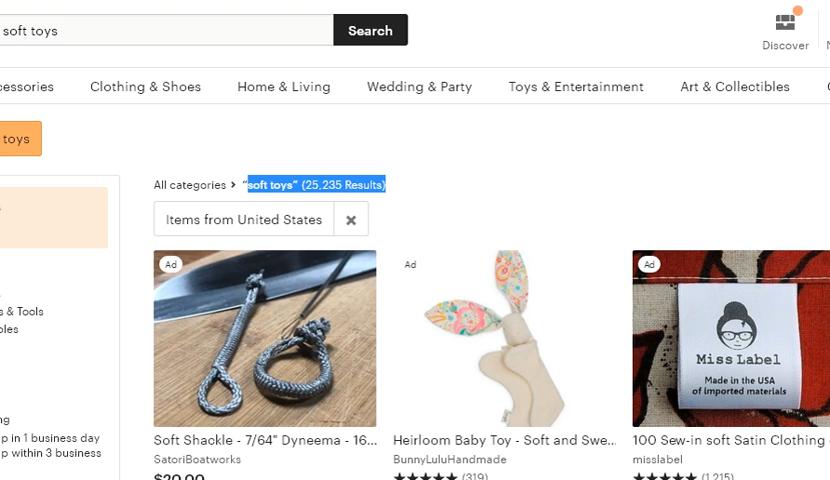 soft toys
Search
Discover
cessories
Clothing & Shoes
Home & Living
Wedding & Party
Toys & Entertainment
Art & Collectibles
toys
All categories > “soft toys” (25,235 Results)
Items from United States
s & Tools
bles
ng
p in 1 business day
p within 3 business
Ad
Ad
Ad
Miss Label
Made in the USA
of imported materials
Soft Shackle - 7/64" Dyneema - 16...
SatoriBoatworks
$20.00
Heirloom Baby Toy - Soft and Swe...
BunnyLuluHandmade
(319)
100 Sew-in soft Satin Clothing
misslabel
(1,215)